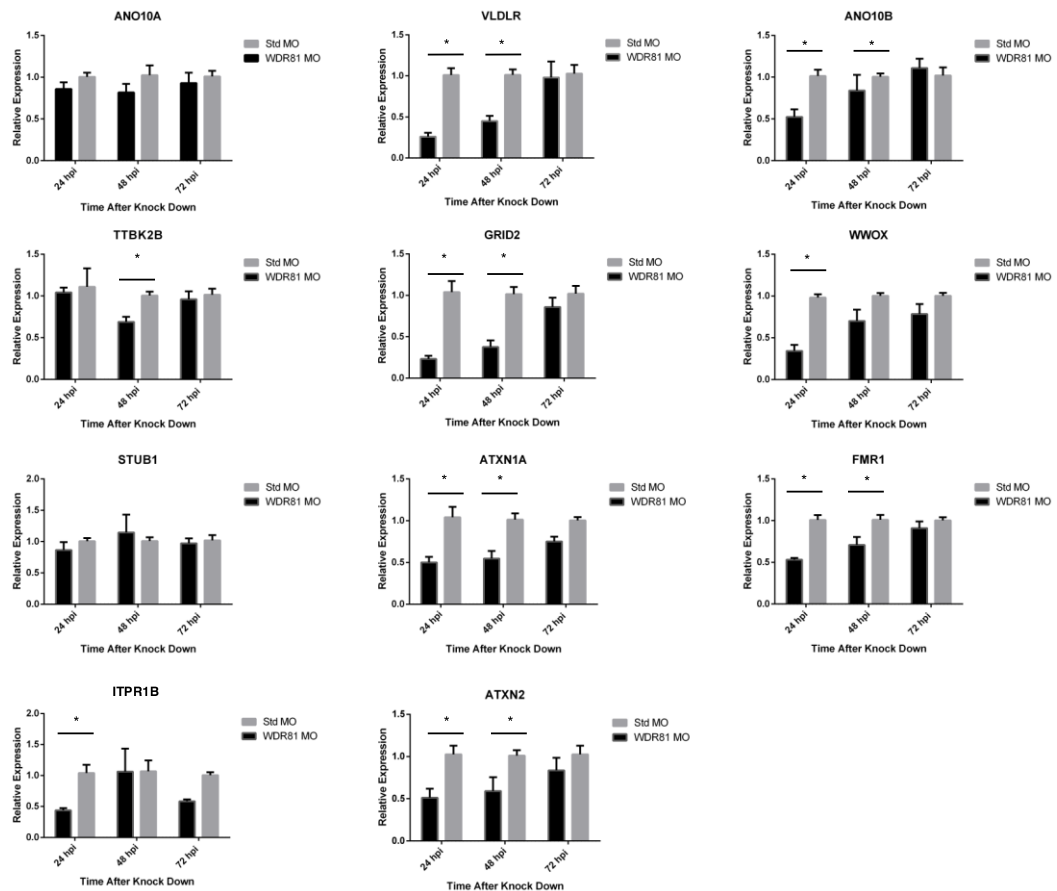 ANO10A
Relative Expression
1.5
1.0
0.5
0.0
24 hpi
48 hpi
72 hpi
Time After Knock Down
Std MO
WDR81 MO
VLDLR
Relative Expression
1.5
1.0
0.5
0.0
*
*
24 hpi
48 hpi
72 hpi
Time After Knock Down
Std MO
WDR81 MO
ANO10B
Relative Expression
1.5
1.0
0.5
0.0
*
*
24 hpi
48 hpi
72 hpi
Time After Knock Down
Std MO
WDR81 MO
TTBK2B
Relative Expression
1.5
1.0
0.5
0.0
*
24 hpi
48 hpi
72 hpi
Time After Knock Down
Std MO
WDR81 MO
GRID2
Relative Expression
1.5
1.0
0.5
0.0
*
*
24 hpi
48 hpi
72 hpi
Time After Knock Down
Std MO
WDR81 MO
WWOX
Relative Expression
1.5
1.0
0.5
0.0
*
24 hpi
48 hpi
72 hpi
Time After Knock Down
Std MO
WDR81 MO
STUB1
Relative Expression
2.0
1.5
1.0
0.5
0.0
24 hpi
48 hpi
72 hpi
Time After Knock Down
Std MO
WDR81 MO
ATXN1A
Relative Expression
1.5
1.0
0.5
0.0
*
*
24 hpi
48 hpi
72 hpi
Time After Knock Down
Std MO
WDR81 MO
FMR1
Relative Expression
1.5
1.0
0.5
0.0
*
*
24 hpi
48 hpi
72 hpi
Time After Knock Down
Std MO
WDR81 MO
ITPR1B
Relative Expression
2.0
1.5
1.0
0.5
0.0
*
24 hpi
48 hpi
72 hpi
Time After Knock Down
Std MO
WDR81 MO
ATXN2
Relative Expression
1.5
1.0
0.5
0.0
*
*
24 hpi
48 hpi
72 hpi
Time After Knock Down
Std MO
WDR81 MO